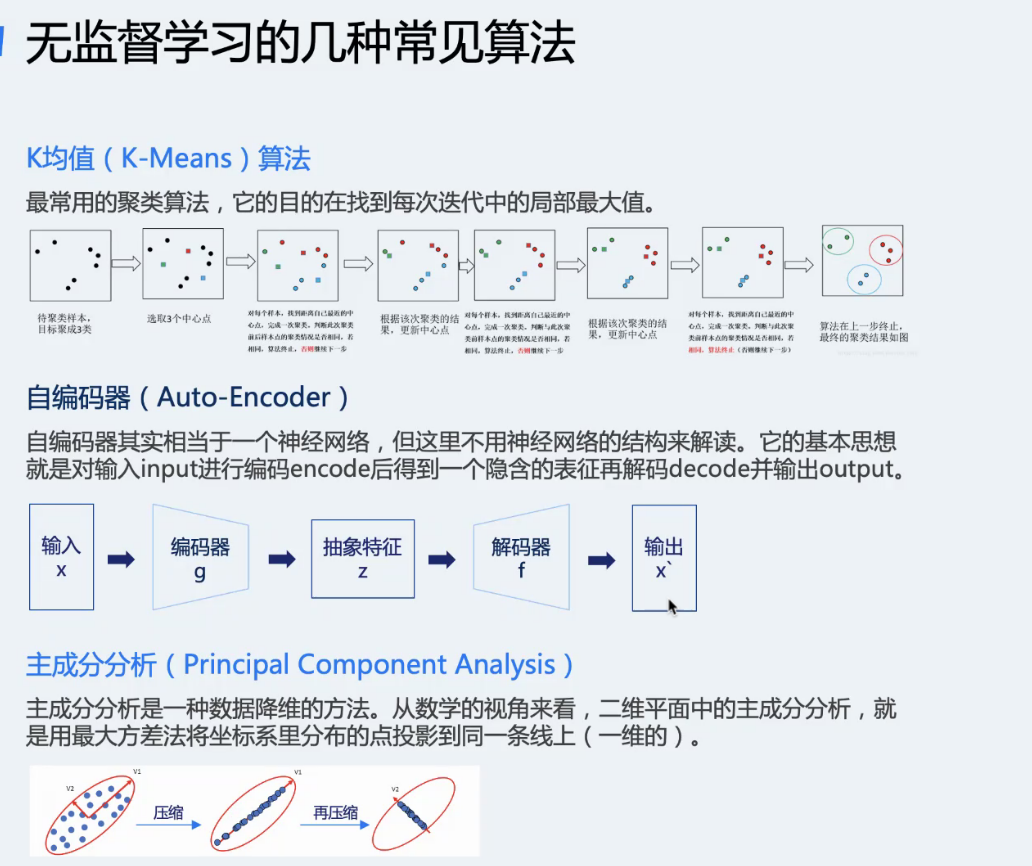 无监督学习的几种常见算法
K均值（K-Means）算法
最常用的聚类算法，它的目的在找到每次迭代中的局部最大值。
待聚类样本，
目标聚成3类
选取3个中心点
对每个样本，找到距离自己最近的中
心点，完成一次聚类，判断此次聚类
前后样本点的聚类情况是否相同，若
相同，算法终止，否则继续下一步
根据该次聚类的结
果，更新中心点
对每个样本，找到距离自己最近的中
心点，完成一次聚类，判断与此次聚
类前样本点的聚类情况是否相同，若
相同，算法终止，否则继续下一步
根据该次聚类的结
果，更新中心点
对每个样本，找到距离自己最近的中
心点，完成一次聚类，判断与此次聚
类前样本点的聚类情况是否相同，若
相同，算法终止（否则继续下一步）
算法在上一步终止，
最终的聚类结果如图
自编码器（Auto-Encoder）
自编码器其实相当于一个神经网络，但这里不用神经网络的结构来解读。它的基本思想
就是对输入input进行编码encode后得到一个隐含的表征再解码decode并输出output。
输入
x
编码器
g
抽象特征
z
解码器
f
输出
x`
主成分分析（Principal Component Analysis）
主成分分析是一种数据降维的方法。从数学的视角来看，二维平面中的主成分分析，就
是用最大方差法将坐标系里分布的点投影到同一条线上（一维的）。
V2
V1
压缩
V1
再压缩
V2